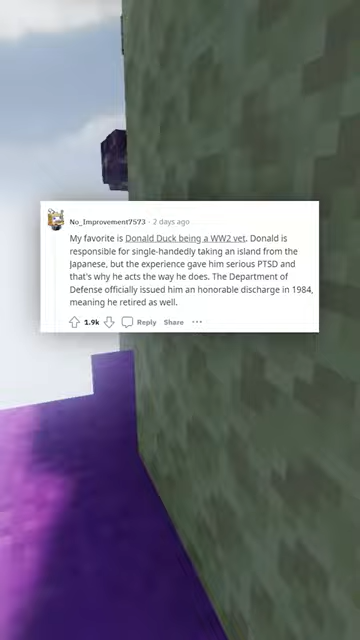 No_Improvement7573 · 2 days ago
My favorite is Donald Duck being a WW2 vet. Donald is
responsible for single-handedly taking an island from the
Japanese, but the experience gave him serious PTSD and
that's why he acts the way he does. The Department of
Defense officially issued him an honorable discharge in 1984,
meaning he retired as well.
1.9k Reply Share ···